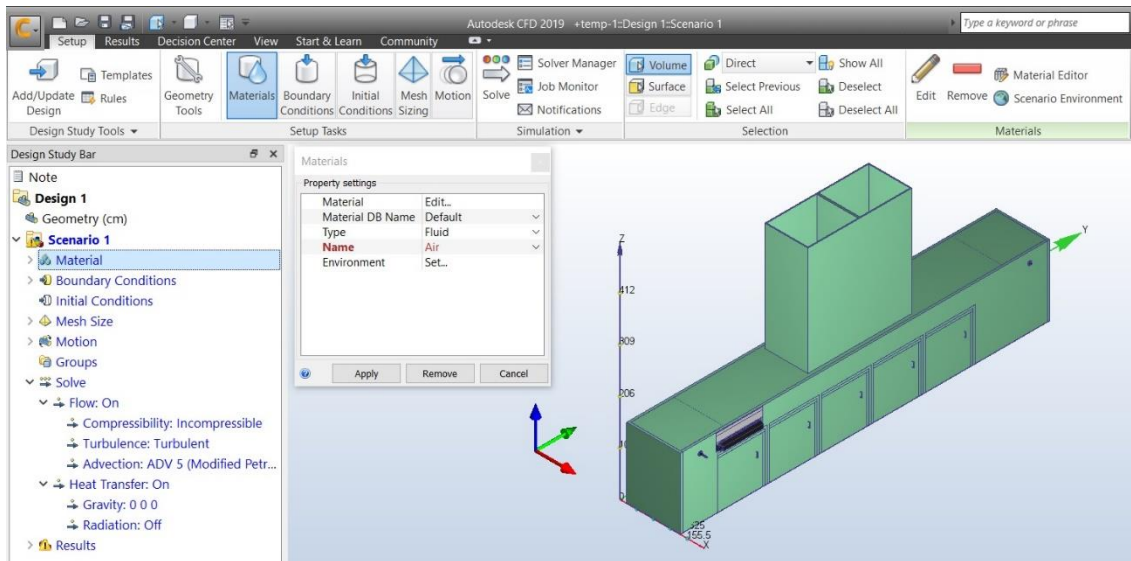 Autodesk CFD 2019 +temp-1::Design 1::Scenario 1
Type a keyword or phrase
Setup Results Decision Center View Start & Learn Community
Add/Update Design
Templates
Rules
Design Study Tools
Geometry Tools
Materials
Boundary Conditions
Initial Conditions
Mesh Sizing
Motion
Setup Tasks
Solve
Solver Manager
Job Monitor
Notifications
Simulation
Volume
Surface
Edge
Direct
Select Previous
Select All
Show All
Deselect
Deselect All
Selection
Edit
Remove
Material Editor
Scenario Environment
Materials
Design Study Bar
Note
Design 1
Geometry (cm)
Scenario 1
Material
Boundary Conditions
Initial Conditions
Mesh Size
Motion
Groups
Solve
Flow: On
Compressibility: Incompressible
Turbulence: Turbulent
Advection: ADV 5 (Modified Petr...
Heat Transfer: On
Gravity: 0 0 0
Radiation: Off
Results
Materials
Property settings
Material Edit...
Material DB Name Default
Type Fluid
Name Air
Environment Set...
Apply Remove Cancel
Z
Y
412
309
206
0
155.5
X